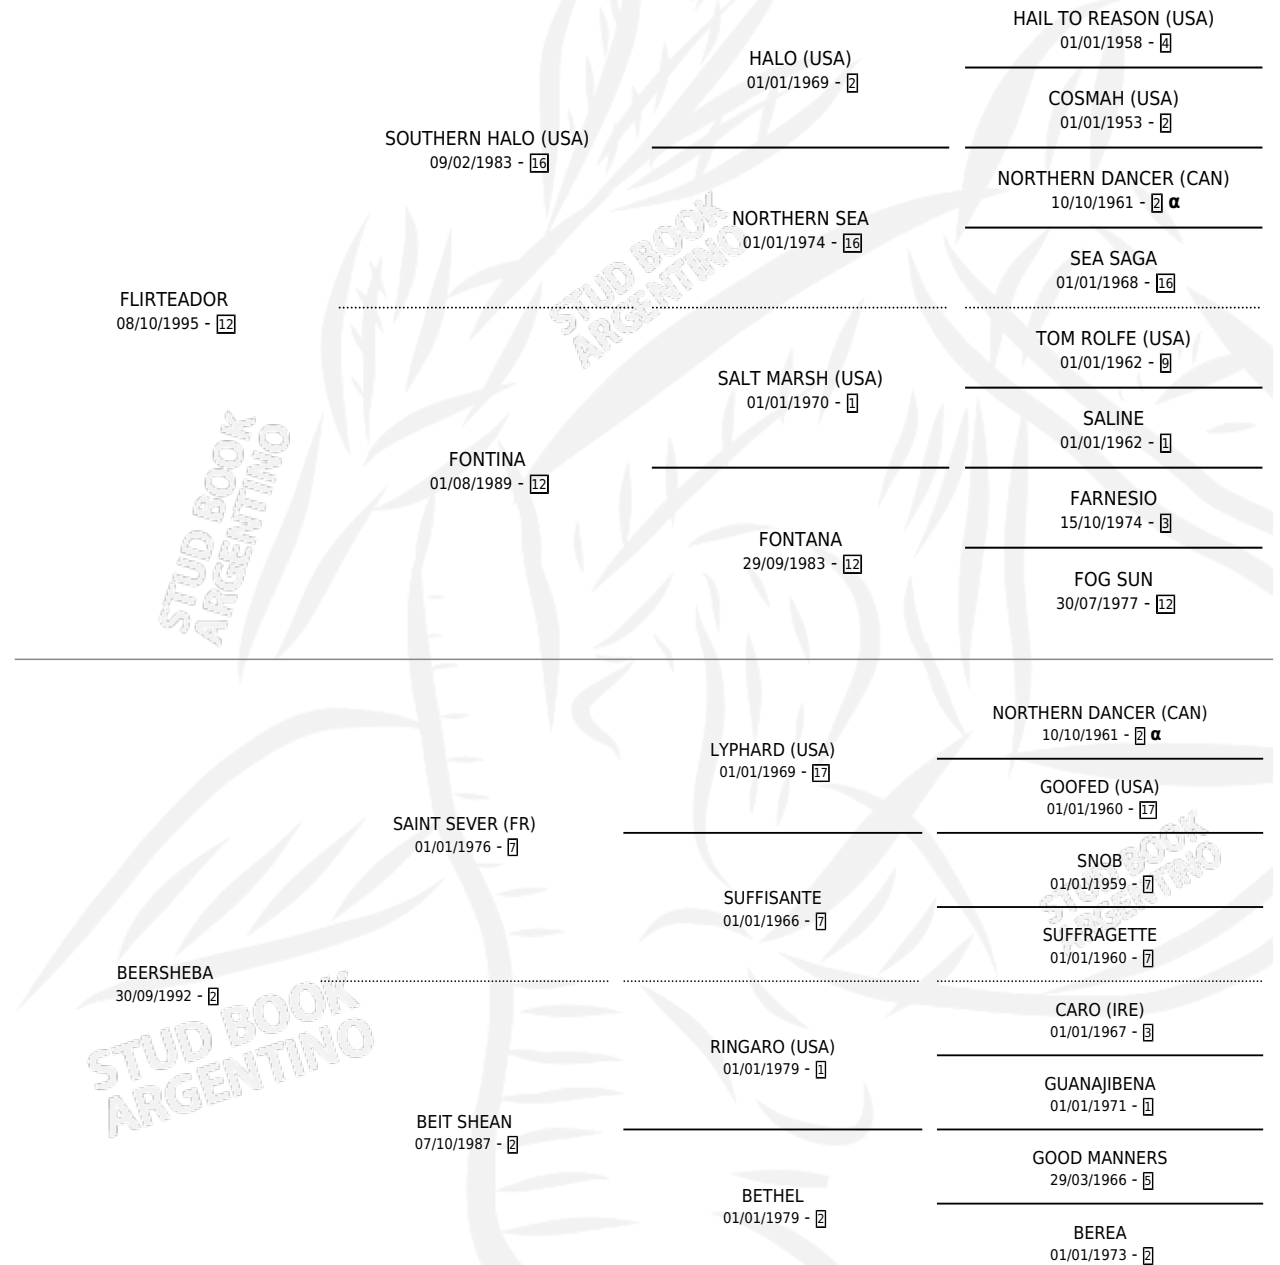 HAIL TO REASON (USA)
01/01/1958 - 4
HALO (USA)
01/01/1969 - 2
COSMAH (USA)
01/01/1953 - 2
SOUTHERN HALO (USA)
09/02/1983 - 16
NORTHERN DANCER (CAN)
10/10/1961 - 2 α
NORTHERN SEA
01/01/1974 - 16
SEA SAGA
01/01/1968 - 16
STUD BOOK
ARGENTINO
FLIRTEADOR
08/10/1995 - 12
TOM ROLFE (USA)
01/01/1962 - 9
SALT MARSH (USA)
01/01/1970 - 1
SALINE
01/01/1962 - 1
FONTINA
01/08/1989 - 12
FARNESIO
15/10/1974 - 3
FONTANA
29/09/1983 - 12
FOG SUN
30/07/1977 - 12
STUD BOOK
ARGENTINO
NORTHERN DANCER (CAN)
10/10/1961 - 2 α
LYPHARD (USA)
01/01/1969 - 17
GOOFED (USA)
01/01/1960 - 17
SAINT SEVER (FR)
01/01/1976 - 7
SNOB
01/01/1959 - 7
STUD BOOK
ARGENTINO
SUFFISANTE
01/01/1966 - 7
SUFFRAGETTE
01/01/1960 - 7
BEERSHEBA
30/09/1992 - 2
STUD BOOK
ARGENTINO
CARO (IRE)
01/01/1967 - 3
RINGARO (USA)
01/01/1979 - 1
GUANAJIBENA
01/01/1971 - 1
BEIT SHEAN
07/10/1987 - 2
GOOD MANNERS
29/03/1966 - 5
BETHEL
01/01/1979 - 2
BEREA
01/01/1973 - 2